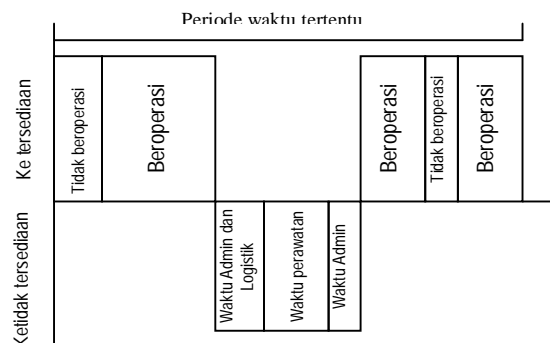 Periode waktu tertentu
Ke tersediaan
Tidak beroperasi
Beroperasi
Beroperasi
Tidak beroperasi
Beroperasi
Ketidak tersediaan
Waktu Admin dan
Logistik
Waktu perawatan
Waktu Admin